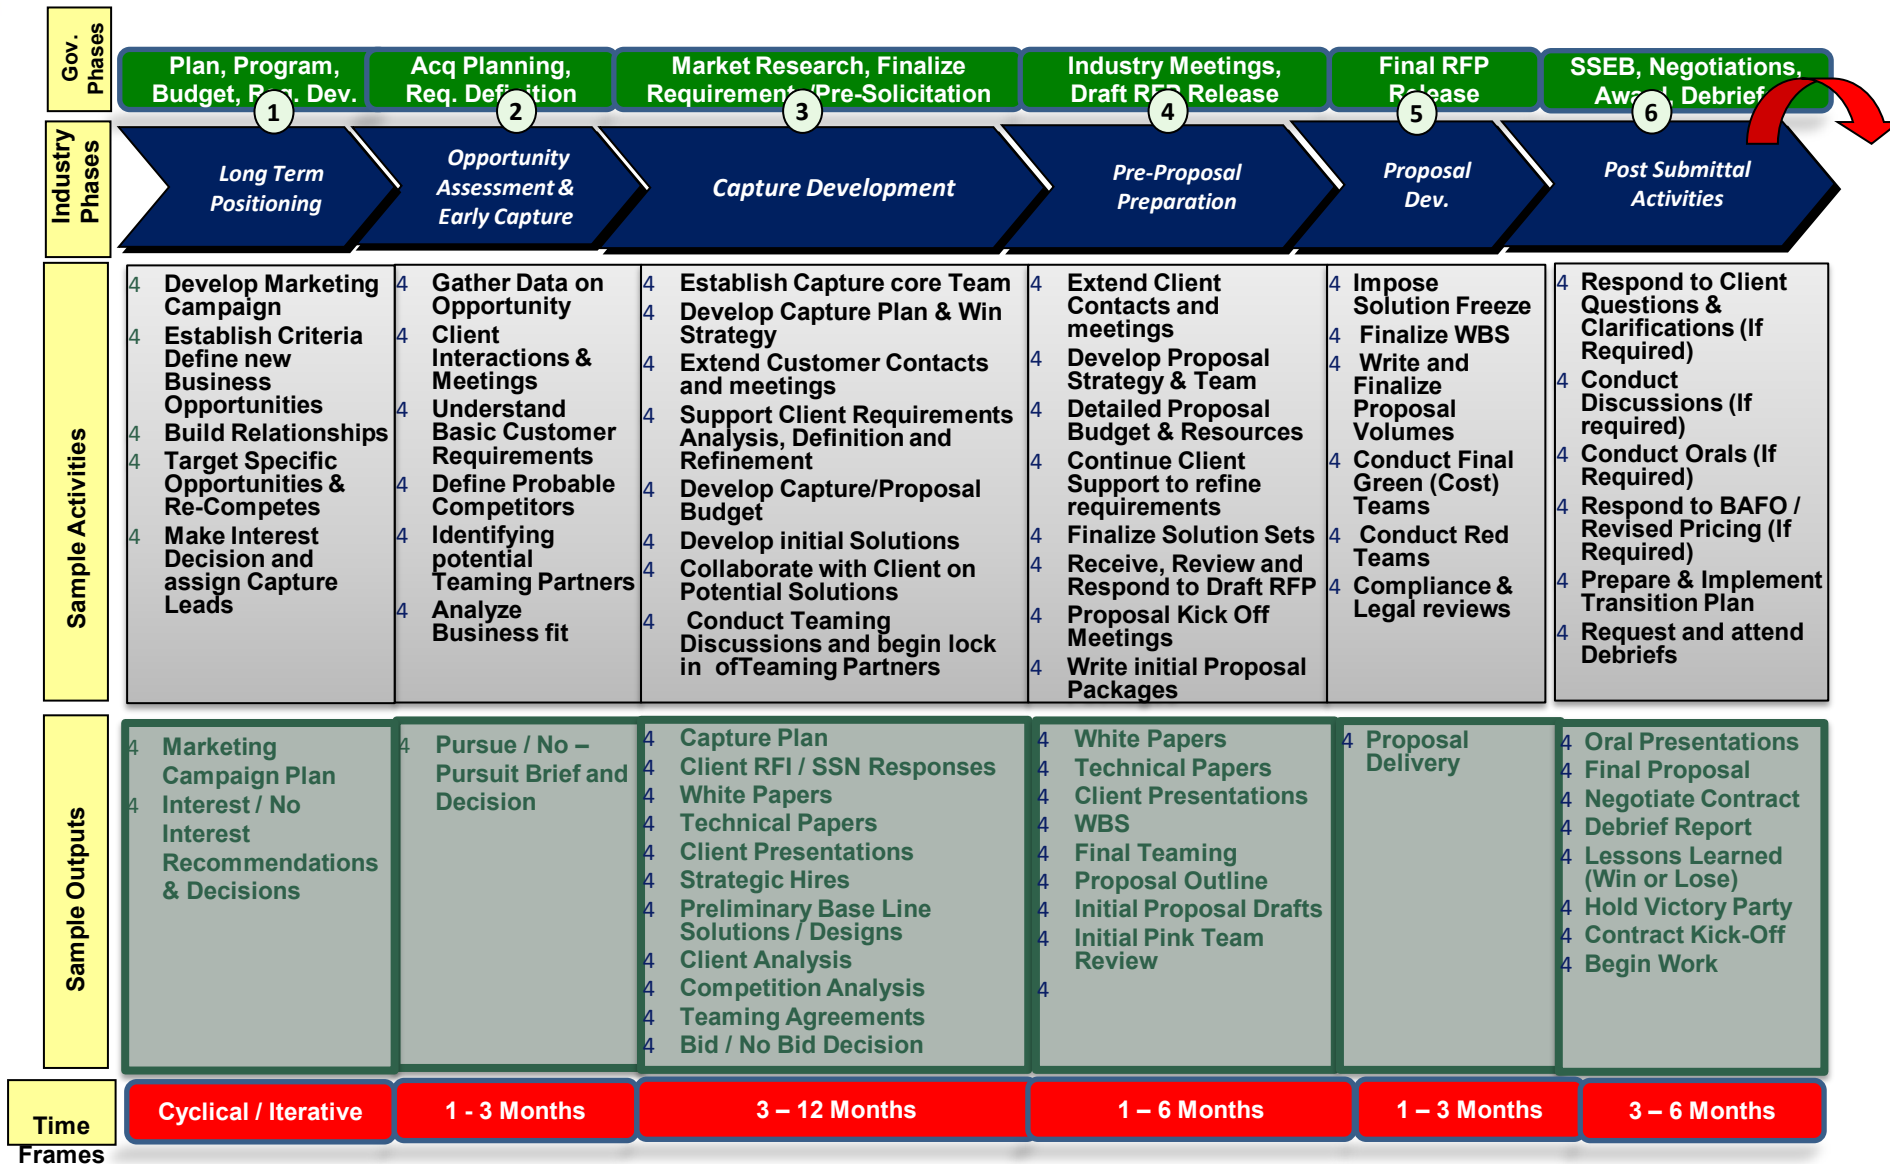 Gov.
Phases
Plan, Program,
Budget, Req. Dev.
Acq Planning,
Req. Definition
Market Research, Finalize
Requirements/Pre-Solicitation
Industry Meetings,
Draft RFP Release
Final RFP
Release
SSEB, Negotiations,
Award, Debrief
1
2
3
4
5
6
Industry
Phases
Long Term
Positioning
Opportunity
Assessment &
Early Capture
Capture Development
Pre-Proposal
Preparation
Proposal
Dev.
Post Submittal
Activities
Sample Activities
4 Develop Marketing
Campaign
4 Establish Criteria
Define new
Business
Opportunities
4 Build Relationships
4 Target Specific
Opportunities &
Re-Competes
4 Make Interest
Decision and
assign Capture
Leads
4 Gather Data on
Opportunity
4 Client
Interactions &
Meetings
4 Understand
Basic Customer
Requirements
4 Define Probable
Competitors
4 Identifying
potential
Teaming Partners
4 Analyze
Business fit
4 Establish Capture core Team
4 Develop Capture Plan & Win
Strategy
4 Extend Customer Contacts
and meetings
4 Support Client Requirements
Analysis, Definition and
Refinement
4 Develop Capture/Proposal
Budget
4 Develop initial Solutions
4 Collaborate with Client on
Potential Solutions
4 Conduct Teaming
Discussions and begin lock
in ofTeaming Partners
4 Extend Client
Contacts and
meetings
4 Develop Proposal
Strategy & Team
4 Detailed Proposal
Budget & Resources
4 Continue Client
Support to refine
requirements
4 Finalize Solution Sets
4 Receive, Review and
Respond to Draft RFP
4 Proposal Kick Off
Meetings
4 Write initial Proposal
Packages
4 Impose
Solution Freeze
4 Finalize WBS
4 Write and
Finalize
Proposal
Volumes
4 Conduct Final
Green (Cost)
Teams
4 Conduct Red
Teams
4 Compliance &
Legal reviews
4 Respond to Client
Questions &
Clarifications (If
Required)
4 Conduct
Discussions (If
required)
4 Conduct Orals (If
Required)
4 Respond to BAFO /
Revised Pricing (If
Required)
4 Prepare & Implement
Transition Plan
4 Request and attend
Debriefs
Sample Outputs
4 Marketing
Campaign Plan
4 Interest / No
Interest
Recommendations
& Decisions
4 Pursue / No –
Pursuit Brief and
Decision
4 Capture Plan
4 Client RFI / SSN Responses
4 White Papers
4 Technical Papers
4 Client Presentations
4 Strategic Hires
4 Preliminary Base Line
Solutions / Designs
4 Client Analysis
4 Competition Analysis
4 Teaming Agreements
4 Bid / No Bid Decision
4 White Papers
4 Technical Papers
4 Client Presentations
4 WBS
4 Final Teaming
4 Proposal Outline
4 Initial Proposal Drafts
4 Initial Pink Team
Review
4
4 Proposal
Delivery
4 Oral Presentations
4 Final Proposal
4 Negotiate Contract
4 Debrief Report
4 Lessons Learned
(Win or Lose)
4 Hold Victory Party
4 Contract Kick-Off
4 Begin Work
Time
Frames
Cyclical / Iterative
1 - 3 Months
3 – 12 Months
1 – 6 Months
1 – 3 Months
3 – 6 Months